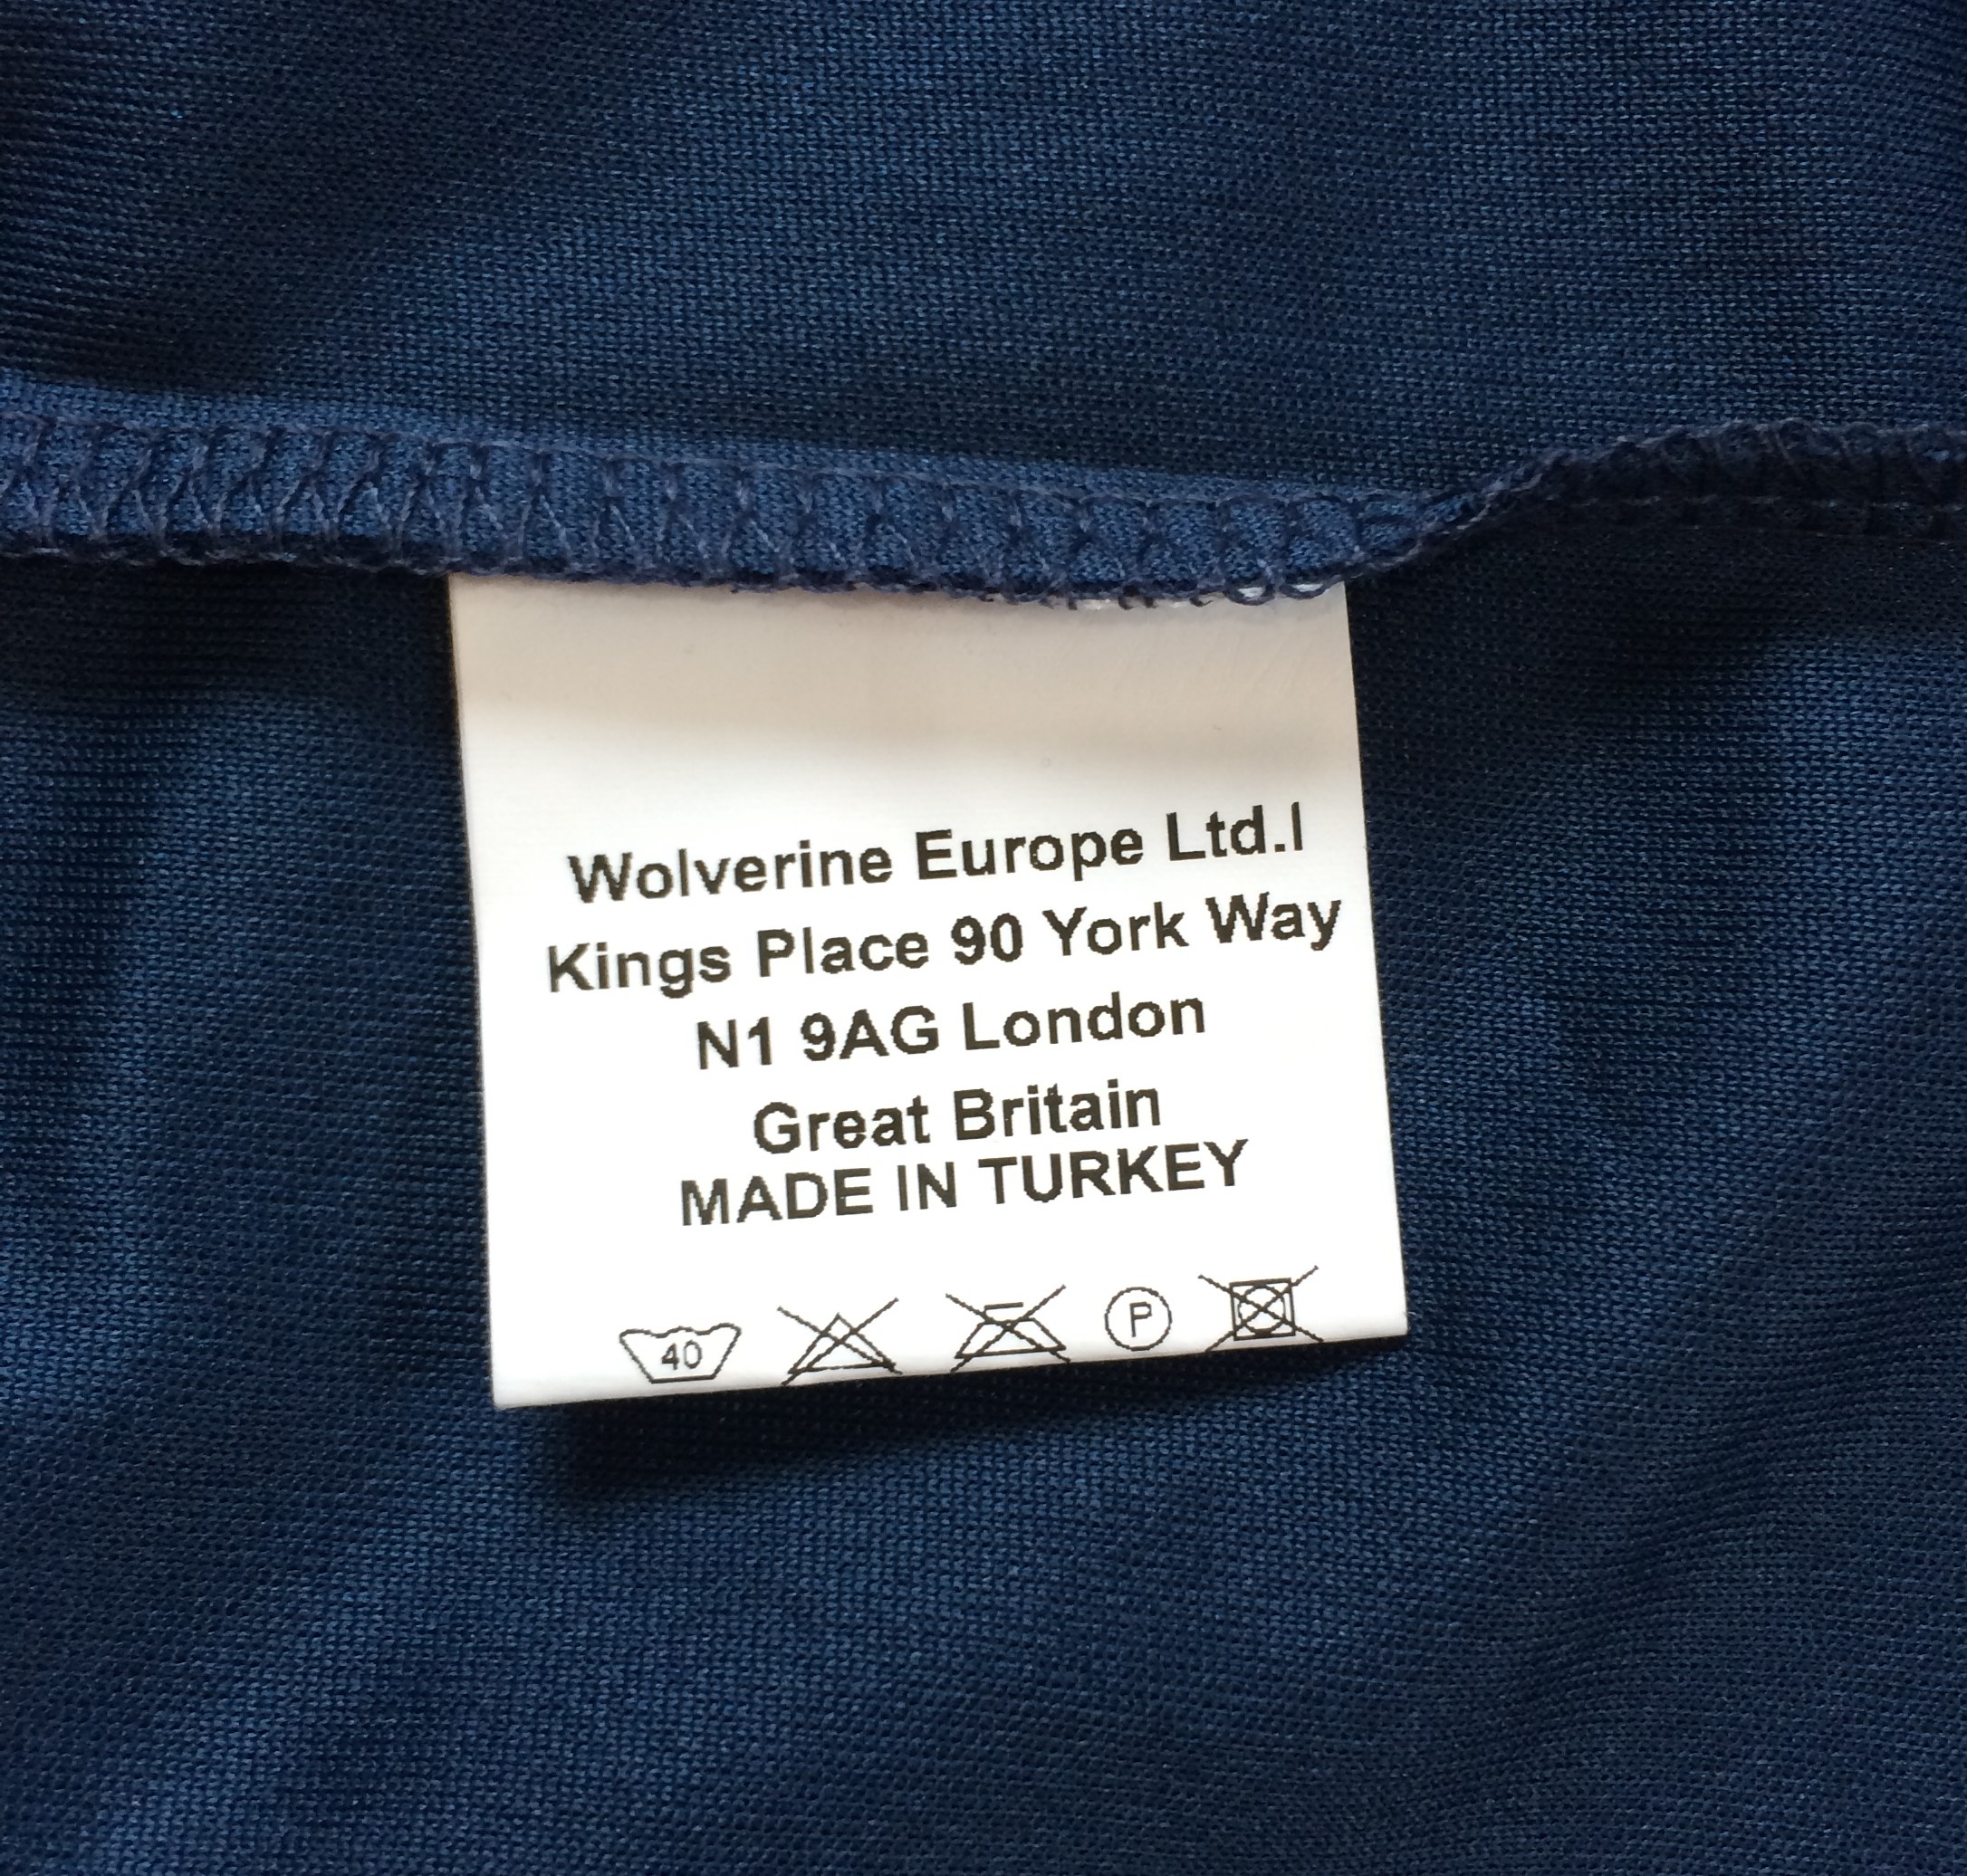 Wolverine Europe Ltd.I
Kings Place 90 York Way
N1 9AG London
Great Britain
MADE IN TURKEY
40 P